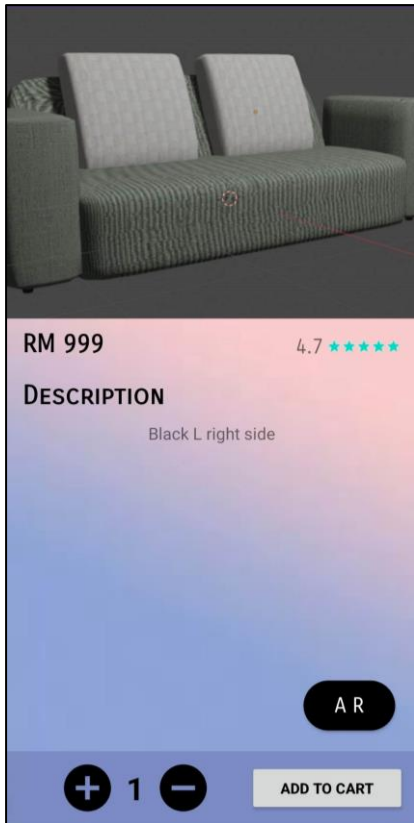 RM 999
4.7 ★★★★★
DESCRIPTION
Black L right side
A R
+ 1 −
ADD TO CART